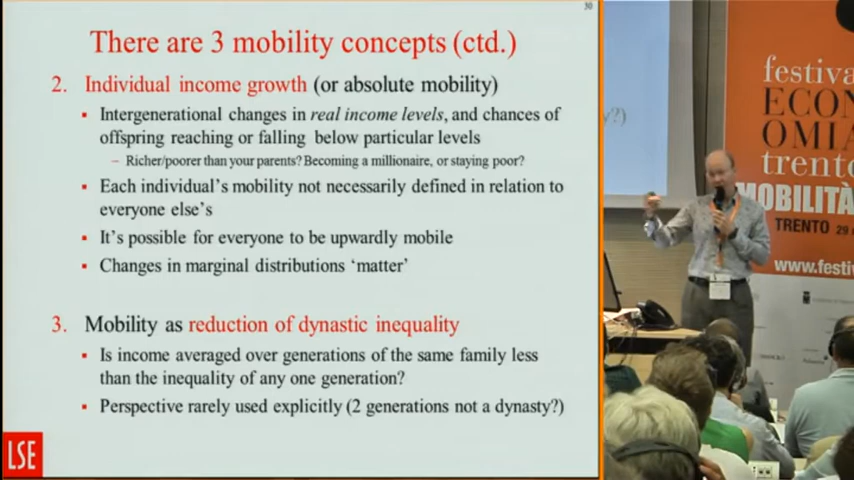 30
There are 3 mobility concepts (ctd.)
2. Individual income growth (or absolute mobility)
▪ Intergenerational changes in real income levels, and chances of
offspring reaching or falling below particular levels
– Richer/poorer than your parents? Becoming a millionaire, or staying poor?
▪ Each individual's mobility not necessarily defined in relation to
everyone else's
▪ It's possible for everyone to be upwardly mobile
▪ Changes in marginal distributions 'matter'
3. Mobility as reduction of dynastic inequality
▪ Is income averaged over generations of the same family less
than the inequality of any one generation?
▪ Perspective rarely used explicitly (2 generations not a dynasty?)
LSE
y?)
festiva
ECON
OMIA
trento
MOBILITÀ
TRENTO 29
www.festi